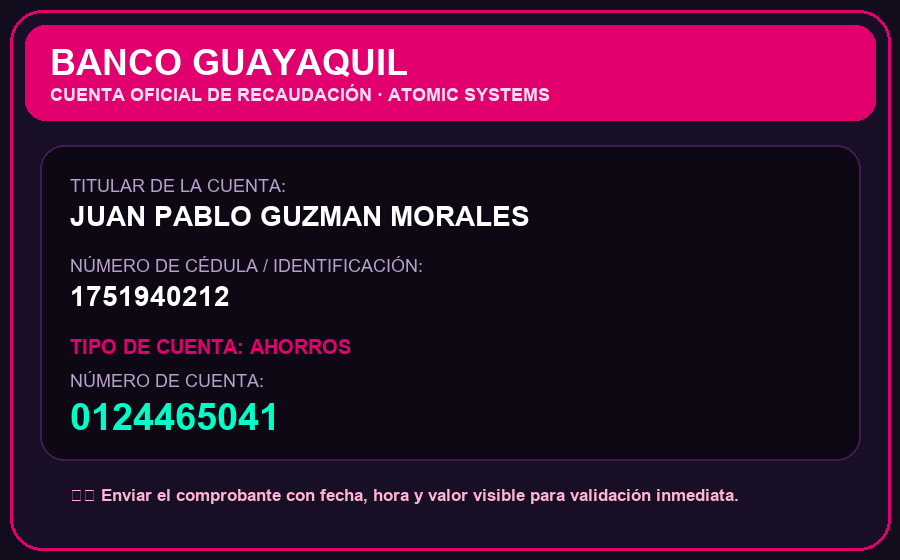 BANCO GUAYAQUIL
CUENTA OFICIAL DE RECAUDACIÓN · ATOMIC SYSTEMS
TITULAR DE LA CUENTA:
JUAN PABLO GUZMAN MORALES
NÚMERO DE CÉDULA / IDENTIFICACIÓN:
1751940212
TIPO DE CUENTA: AHORROS
NÚMERO DE CUENTA:
0124465041
Enviar el comprobante con fecha, hora y valor visible para validación inmediata.